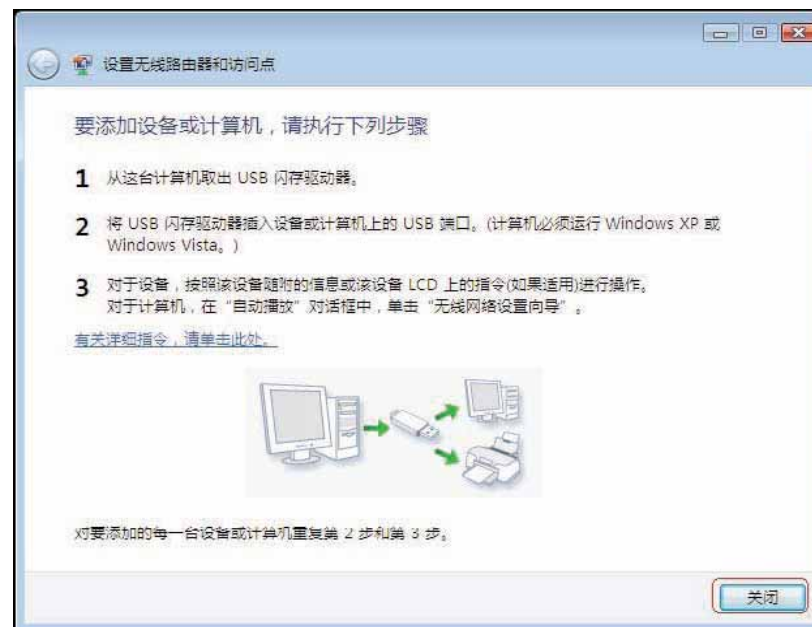 设置无线路由器和访问点
要添加设备或计算机，请执行下列步骤
1 从这台计算机取出 USB 闪存驱动器。
2 将 USB 闪存驱动器插入设备或计算机上的 USB 端口。(计算机必须运行 Windows XP 或
Windows Vista。)
3 对于设备，按照该设备随附的信息或该设备 LCD 上的指令(如果适用)进行操作。
对于计算机，在“自动播放”对话框中，单击“无线网络设置向导”。
有关详细指令，请单击此处。
对要添加的每一台设备或计算机重复第 2 步和第 3 步。
关闭